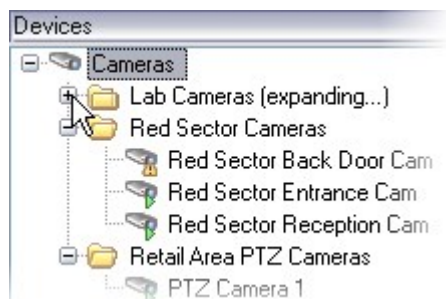 Devices
Cameras
Lab Cameras (expanding...)
Red Sector Cameras
Red Sector Back Door Cam
Red Sector Entrance Cam
Red Sector Reception Cam
Retail Area PTZ Cameras
PTZ Camera 1